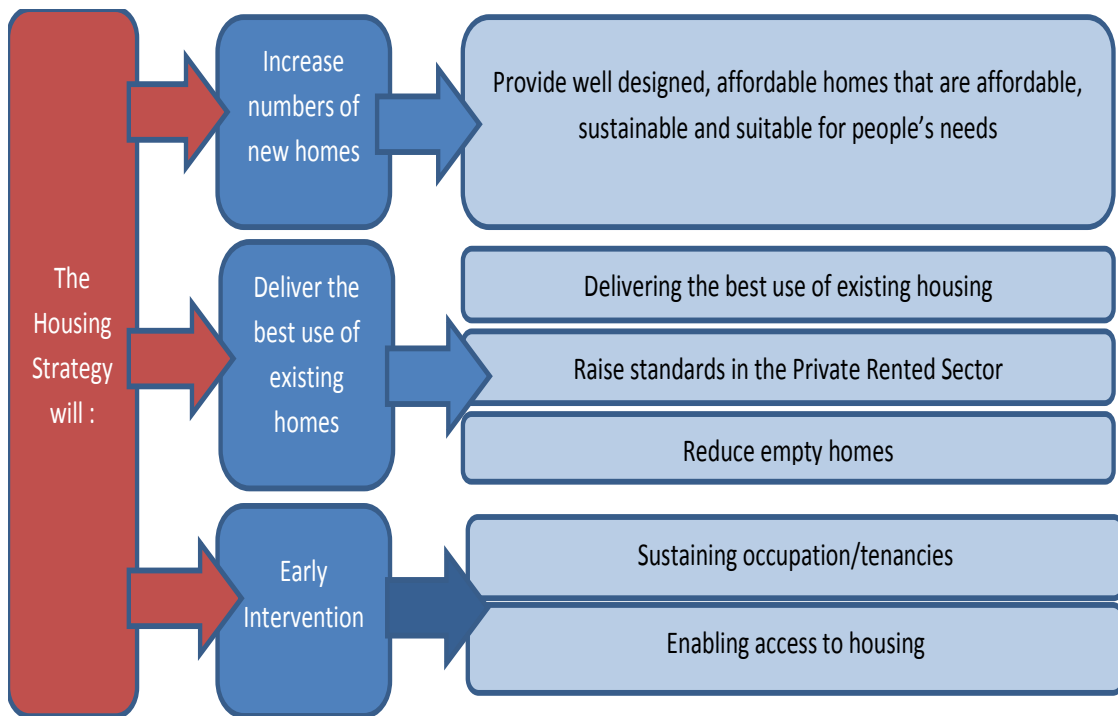 The
Housing
Strategy
will :
Increase
numbers of
new homes
Provide well designed, affordable homes that are affordable,
sustainable and suitable for people’s needs
Deliver the
best use of
existing
homes
Delivering the best use of existing housing
Raise standards in the Private Rented Sector
Reduce empty homes
Early
Intervention
Sustaining occupation/tenancies
Enabling access to housing